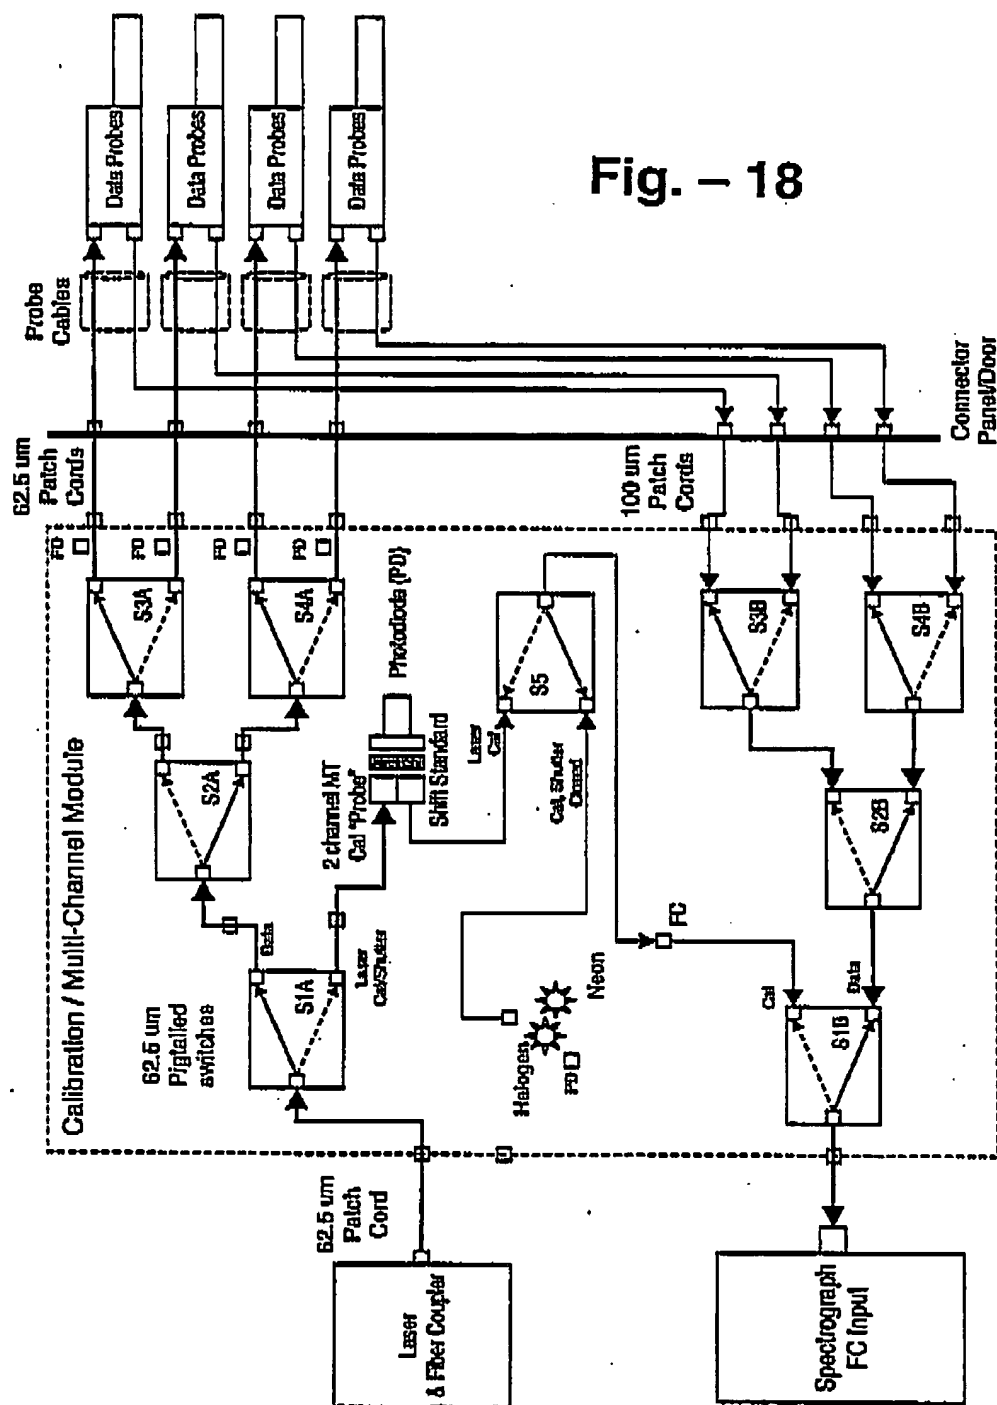 Fig. – 18
Probe
Cables
Data Probes
Data Probes
Data Probes
Data Probes
Connector
Panel/Door
62.5 um
Patch
Cords
100 um
Patch
Cords
Calibration / Multi-Channel Module
PD
PD
PD
PD
S3A
S4A
S2A
S1A
Data
Laser
Cal/Shutter
62.5 um
Pigtailed
switches
2 channel MT
Cal "Probe"
Shift Standard
Photodiode (PD)
Laser
Cal
S5
Cal, Shutter
Closed
Halogen
Neon
PD
FC
S3B
S4B
S2B
Cal
Data
S1B
62.5 um
Patch
Cord
Laser
& Fiber Coupler
Spectrograph
FC Input